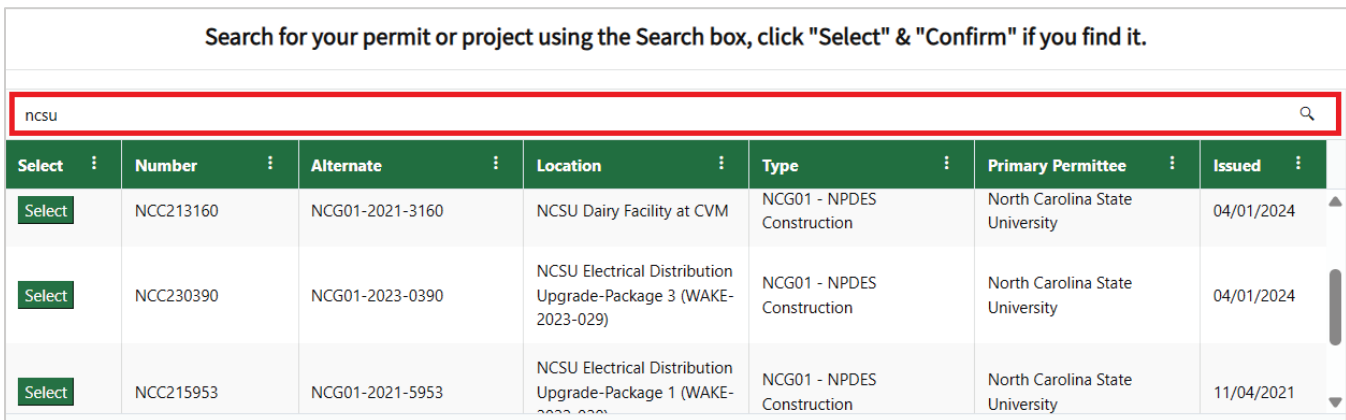 Search for your permit or project using the Search box, click "Select" & "Confirm" if you find it.
ncsu
Select Number Alternate Location Type Primary Permittee Issued
Select NCC213160 NCG01-2021-3160 NCSU Dairy Facility at CVM NCG01 - NPDES Construction North Carolina State University 04/01/2024
Select NCC230390 NCG01-2023-0390 NCSU Electrical Distribution Upgrade-Package 3 (WAKE-2023-029) NCG01 - NPDES Construction North Carolina State University 04/01/2024
Select NCC215953 NCG01-2021-5953 NCSU Electrical Distribution Upgrade-Package 1 (WAKE- NCG01 - NPDES Construction North Carolina State University 11/04/2021